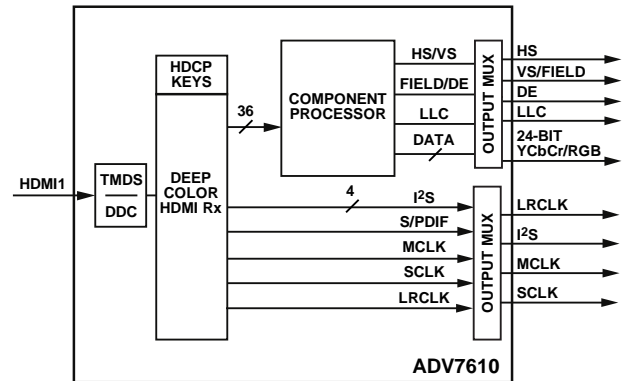 HDMI1
TMDS
DDC
HDCP
KEYS
DEEP
COLOR
HDMI Rx
36
COMPONENT
PROCESSOR
HS/VS
FIELD/DE
LLC
DATA
OUTPUT MUX
HS
VS/FIELD
DE
LLC
24-BIT
YCbCr/RGB
4
I²S
S/PDIF
MCLK
SCLK
LRCLK
OUTPUT MUX
LRCLK
I²S
MCLK
SCLK
ADV7610